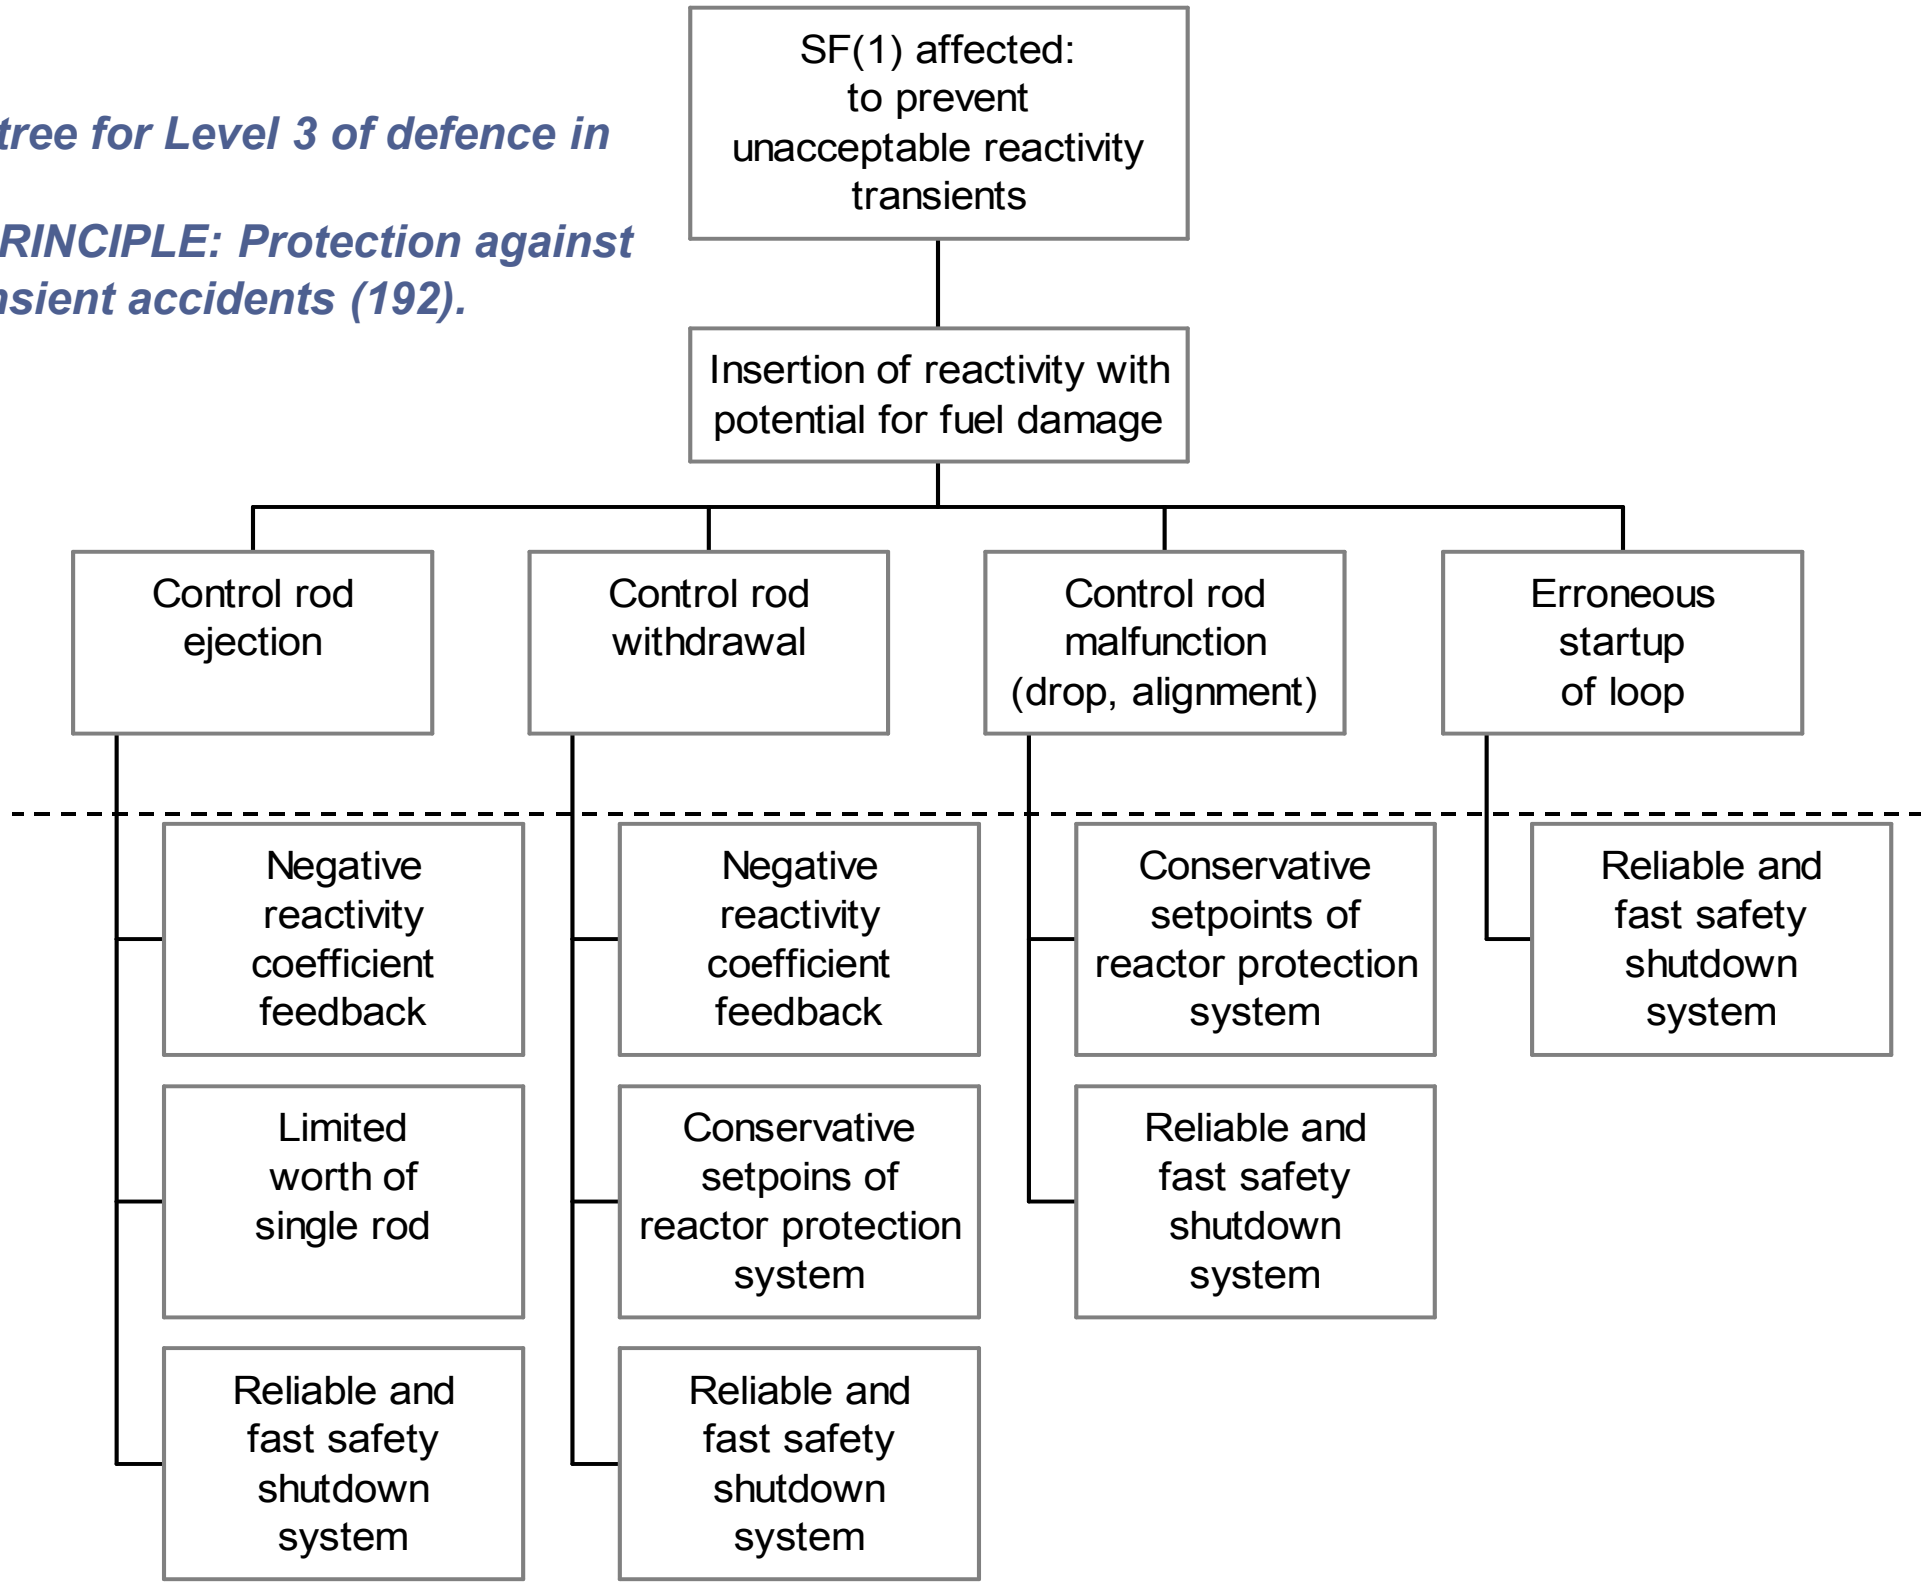 tree for Level 3 of defence in
RINCIPLE: Protection against
nsient accidents (192).
SF(1) affected:
to prevent
unacceptable reactivity
transients
Insertion of reactivity with
potential for fuel damage
Control rod
ejection
Control rod
withdrawal
Control rod
malfunction
(drop, alignment)
Erroneous
startup
of loop
Negative
reactivity
coefficient
feedback
Limited
worth of
single rod
Reliable and
fast safety
shutdown
system
Negative
reactivity
coefficient
feedback
Conservative
setpoins of
reactor protection
system
Reliable and
fast safety
shutdown
system
Conservative
setpoints of
reactor protection
system
Reliable and
fast safety
shutdown
system
Reliable and
fast safety
shutdown
system